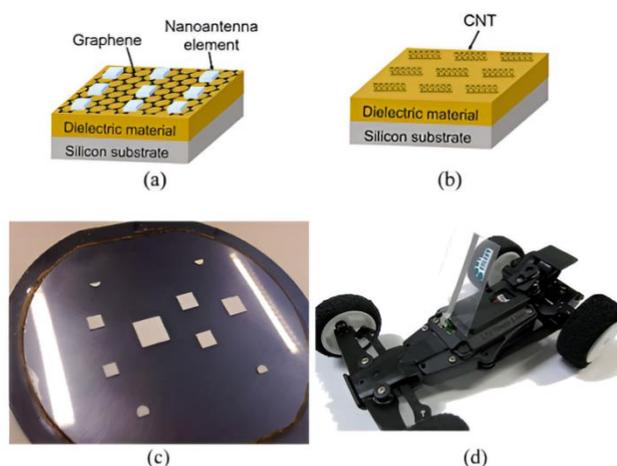 Graphene
Nanoantenna
element
Dielectric material
Silicon substrate
(a)
CNT
Dielectric material
Silicon substrate
(b)
(c)
(d)